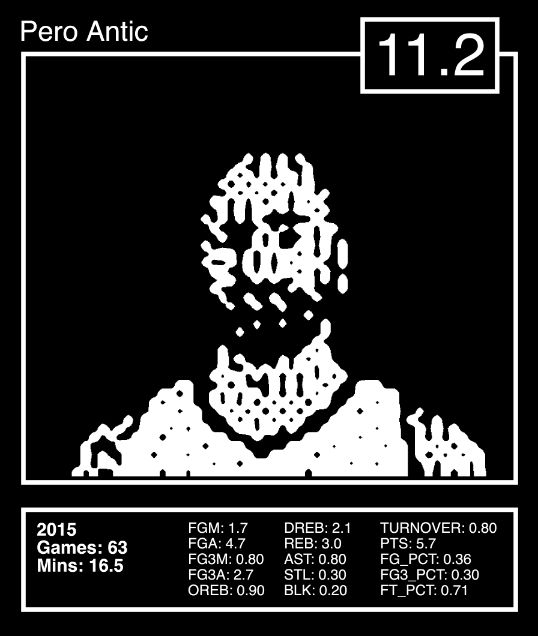 Pero Antic
11.2
2015
Games: 63
Mins: 16.5
FGM: 1.7
FGA: 4.7
FG3M: 0.80
FG3A: 2.7
OREB: 0.90
DREB: 2.1
REB: 3.0
AST: 0.80
STL: 0.30
BLK: 0.20
TURNOVER: 0.80
PTS: 5.7
FG_PCT: 0.36
FG3_PCT: 0.30
FT_PCT: 0.71